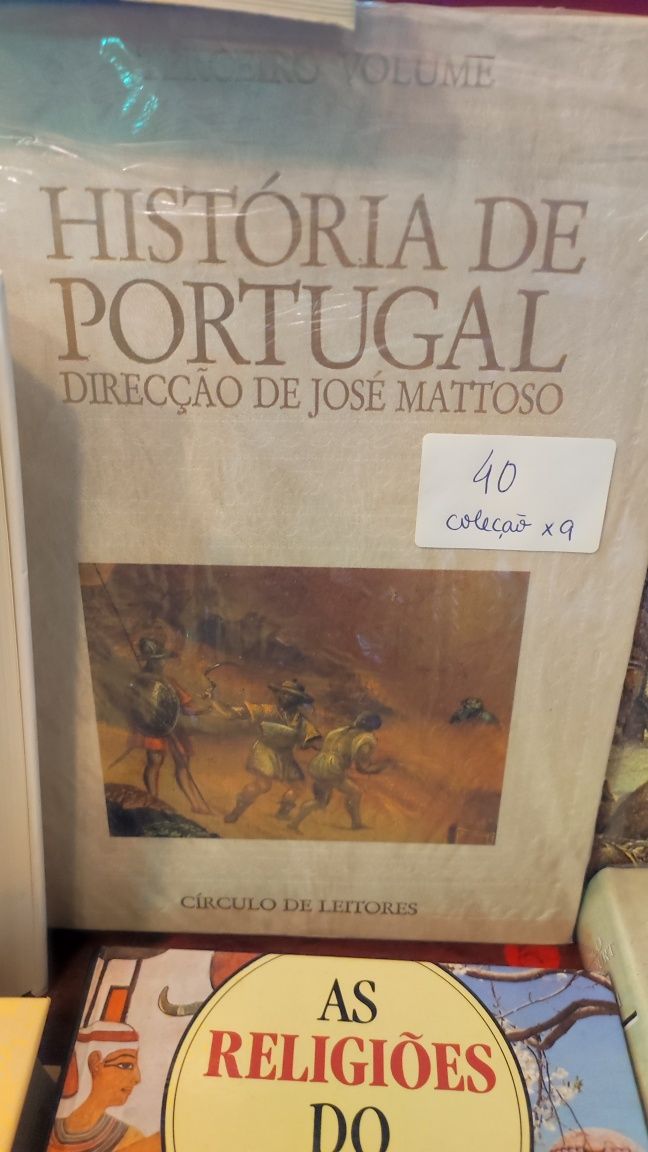 TERCEIRO VOLUME
HISTÓRIA DE
PORTUGAL
DIRECÇÃO DE JOSÉ MATTOSO
40
coleção x9
CÍRCULO DE LEITORES
AS
RELIGIÕES
DO